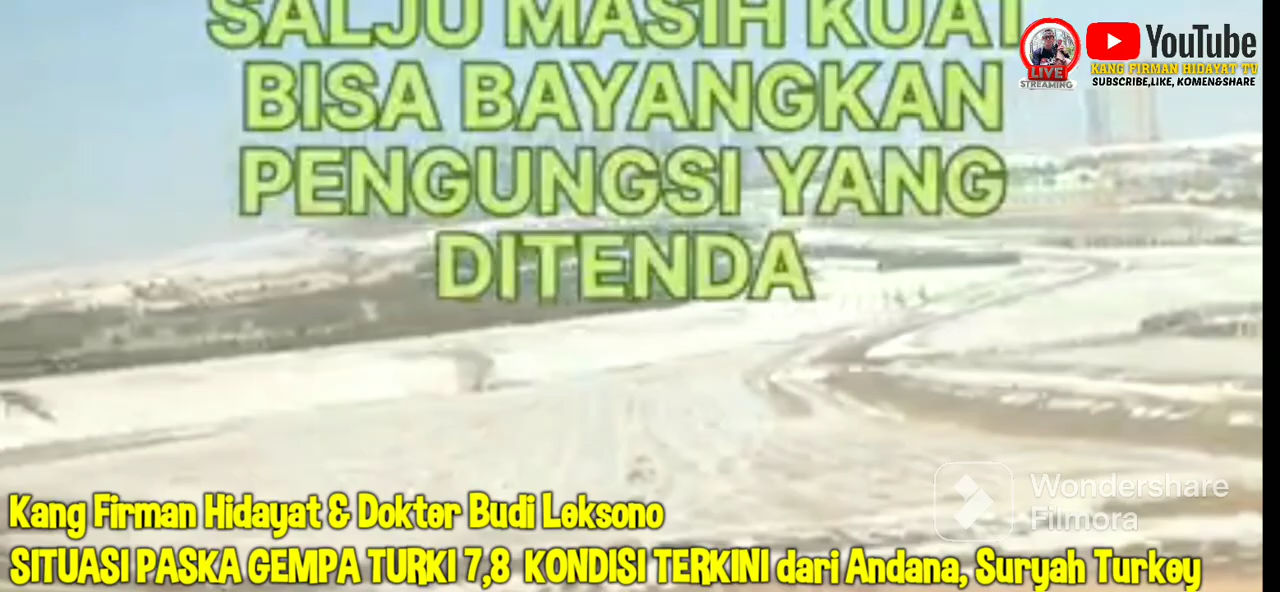 SALJU MASIH KUAT
BISA BAYANGKAN
PENGUNGSI YANG
DITENDA
LIVE
STREAMING
YouTube
KANG FIRMAN HIDAYAT TV
SUBSCRIBE,LIKE, KOMEN&SHARE
Wondershare
Filmora
Kang Firman Hidayat & Dokter Budi Leksono
SITUASI PASKA GEMPA TURKI 7,8 KONDISI TERKINI dari Andana, Suryah Turkey